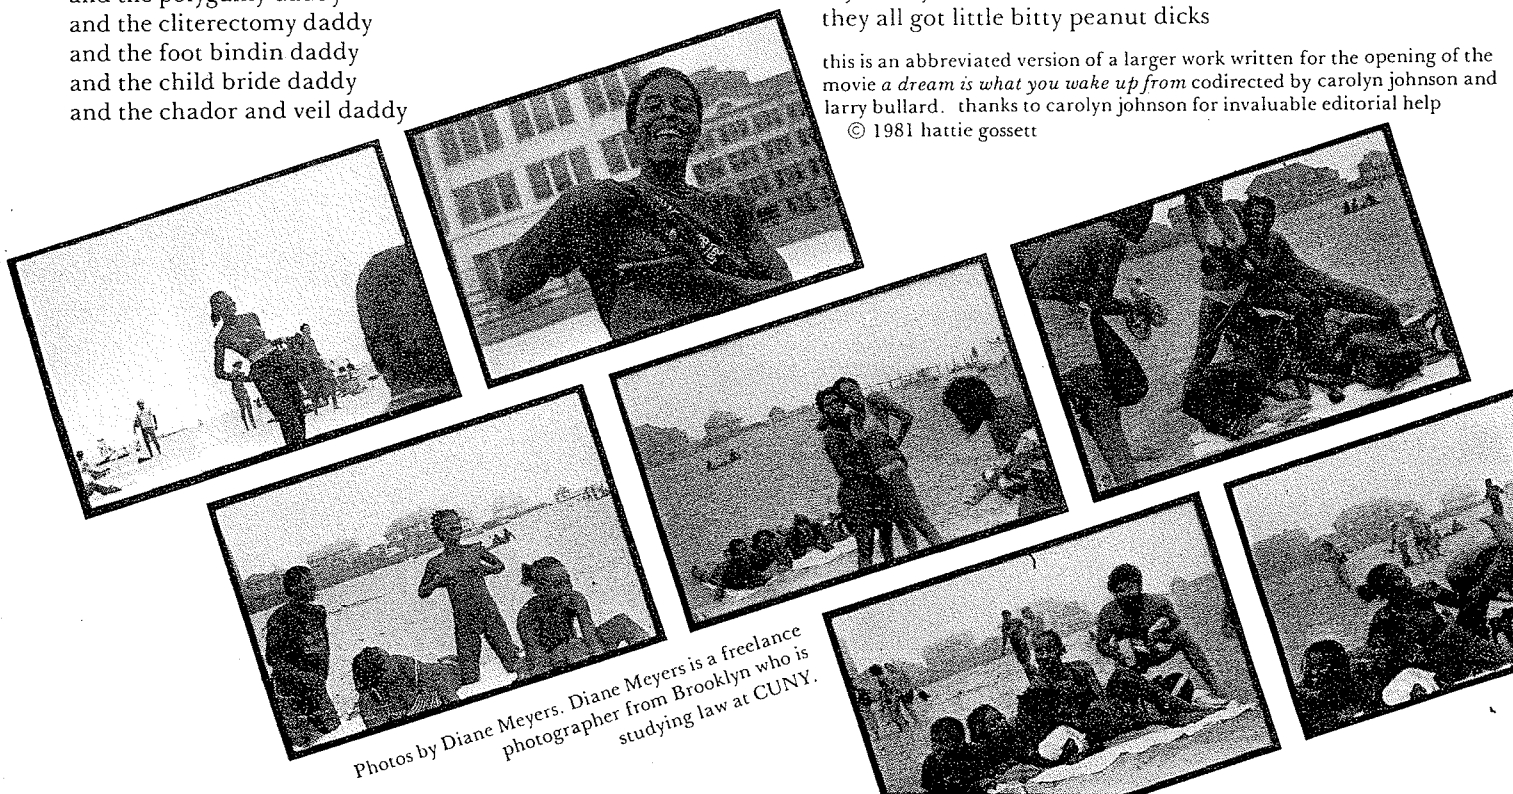 and the polygamy daddy
and the cliterectomy daddy
and the foot bindin daddy
and the child bride daddy
and the chador and veil daddy
they all got little bitty peanut dicks
this is an abbreviated version of a larger work written for the opening of the
movie a dream is what you wake up from codirected by carolyn johnson and
larry bullard. thanks to carolyn johnson for invaluable editorial help
© 1981 hattie gossett
Photos by Diane Meyers. Diane Meyers is a freelance
photographer from Brooklyn who is
studying law at CUNY.